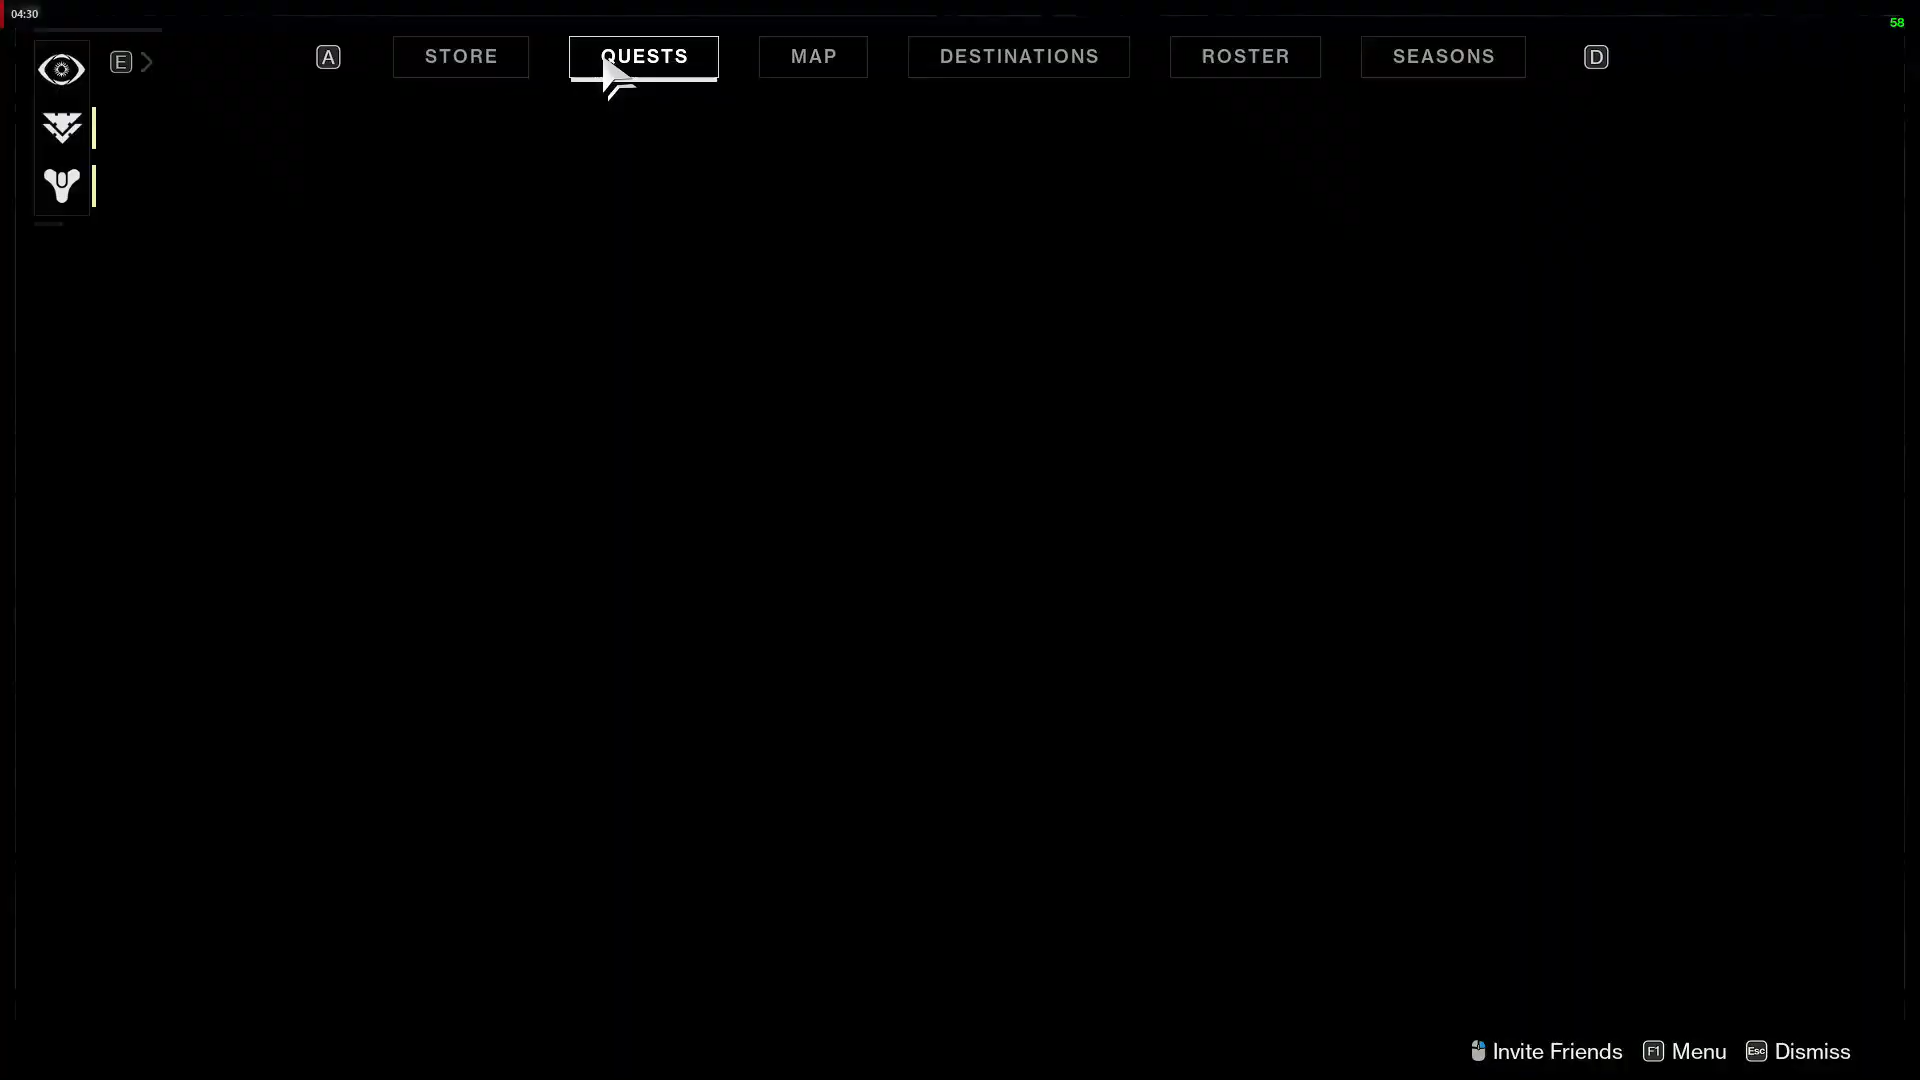 04:30
58
E
A
STORE
QUESTS
MAP
DESTINATIONS
ROSTER
SEASONS
D
Invite Friends
F1 Menu
Esc Dismiss